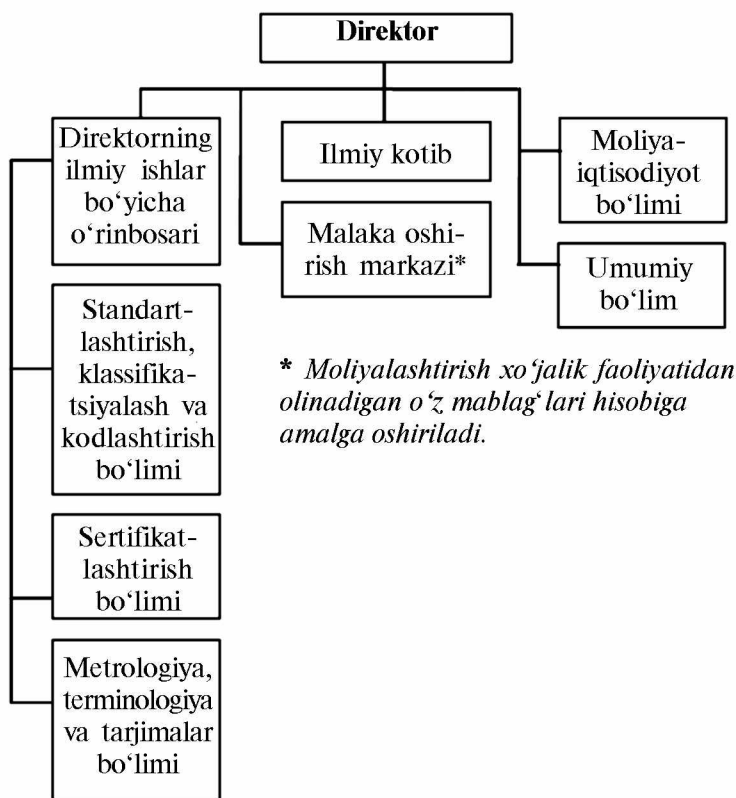 Direktor
Direktorning
ilmiy ishlar
bo‘yicha
o‘rinbosari
Ilmiy kotib
Malaka oshi-
rish markazi*
Moliya-
iqtisodiyot
bo‘limi
Umumiy
bo‘lim
Standart-
lashtirish,
klassifika-
tsiyalash va
kodlashtirish
bo‘limi
* Moliyalashtirish xo‘jalik faoliyatidan
olinadigan o‘z mablag‘lari hisobiga
amalga oshiriladi.
Sertifikat-
lashtirish
bo‘limi
Metrologiya,
terminologiya
va tarjimalar
bo‘limi